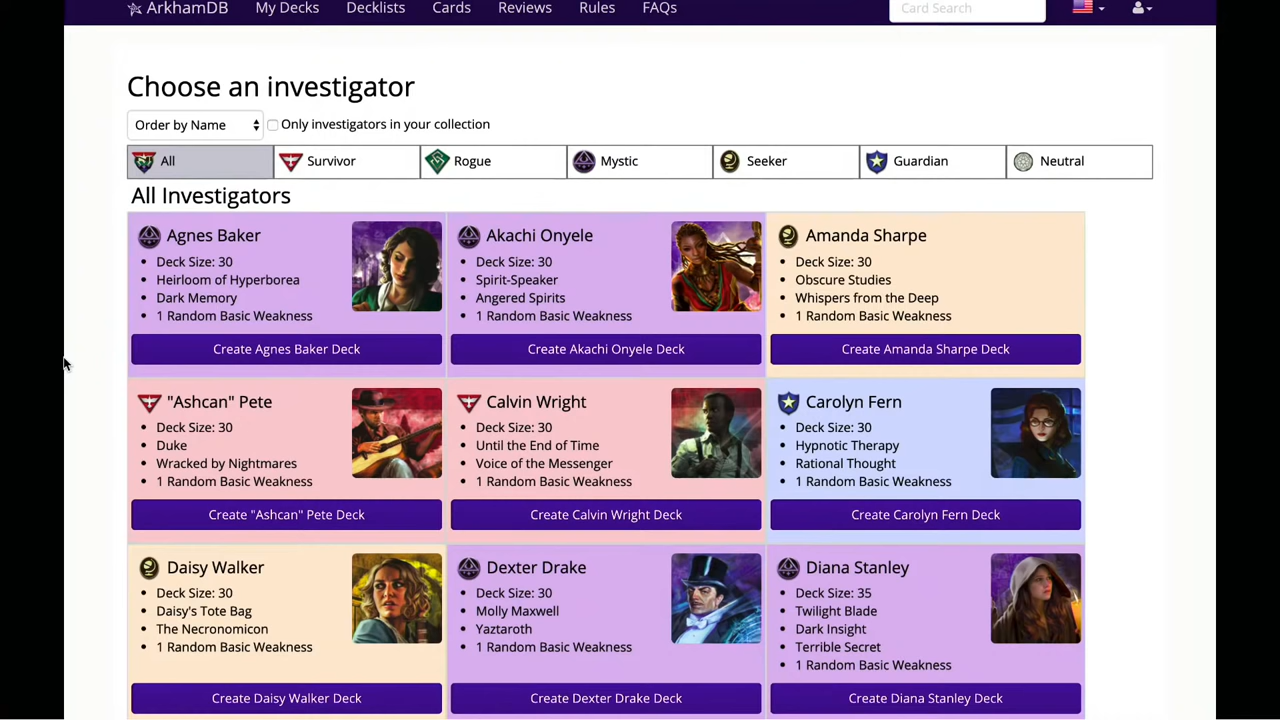 ArkhamDB My Decks Decklists Cards Reviews Rules FAQs Card Search
Choose an investigator
Order by Name Only investigators in your collection
All Survivor Rogue Mystic Seeker Guardian Neutral
All Investigators
Agnes Baker
Deck Size: 30
Heirloom of Hyperborea
Dark Memory
1 Random Basic Weakness
Create Agnes Baker Deck
Akachi Onyele
Deck Size: 30
Spirit-Speaker
Angered Spirits
1 Random Basic Weakness
Create Akachi Onyele Deck
Amanda Sharpe
Deck Size: 30
Obscure Studies
Whispers from the Deep
1 Random Basic Weakness
Create Amanda Sharpe Deck
"Ashcan" Pete
Deck Size: 30
Duke
Wracked by Nightmares
1 Random Basic Weakness
Create "Ashcan" Pete Deck
Calvin Wright
Deck Size: 30
Until the End of Time
Voice of the Messenger
1 Random Basic Weakness
Create Calvin Wright Deck
Carolyn Fern
Deck Size: 30
Hypnotic Therapy
Rational Thought
1 Random Basic Weakness
Create Carolyn Fern Deck
Daisy Walker
Deck Size: 30
Daisy's Tote Bag
The Necronomicon
1 Random Basic Weakness
Create Daisy Walker Deck
Dexter Drake
Deck Size: 30
Molly Maxwell
Yaztaroth
1 Random Basic Weakness
Create Dexter Drake Deck
Diana Stanley
Deck Size: 35
Twilight Blade
Dark Insight
Terrible Secret
1 Random Basic Weakness
Create Diana Stanley Deck